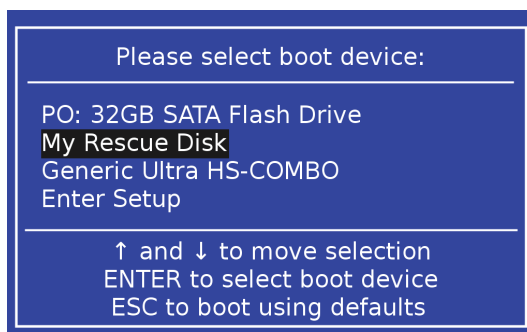 Please select boot device:
PO: 32GB SATA Flash Drive
My Rescue Disk
Generic Ultra HS-COMBO
Enter Setup
↑ and ↓ to move selection
ENTER to select boot device
ESC to boot using defaults